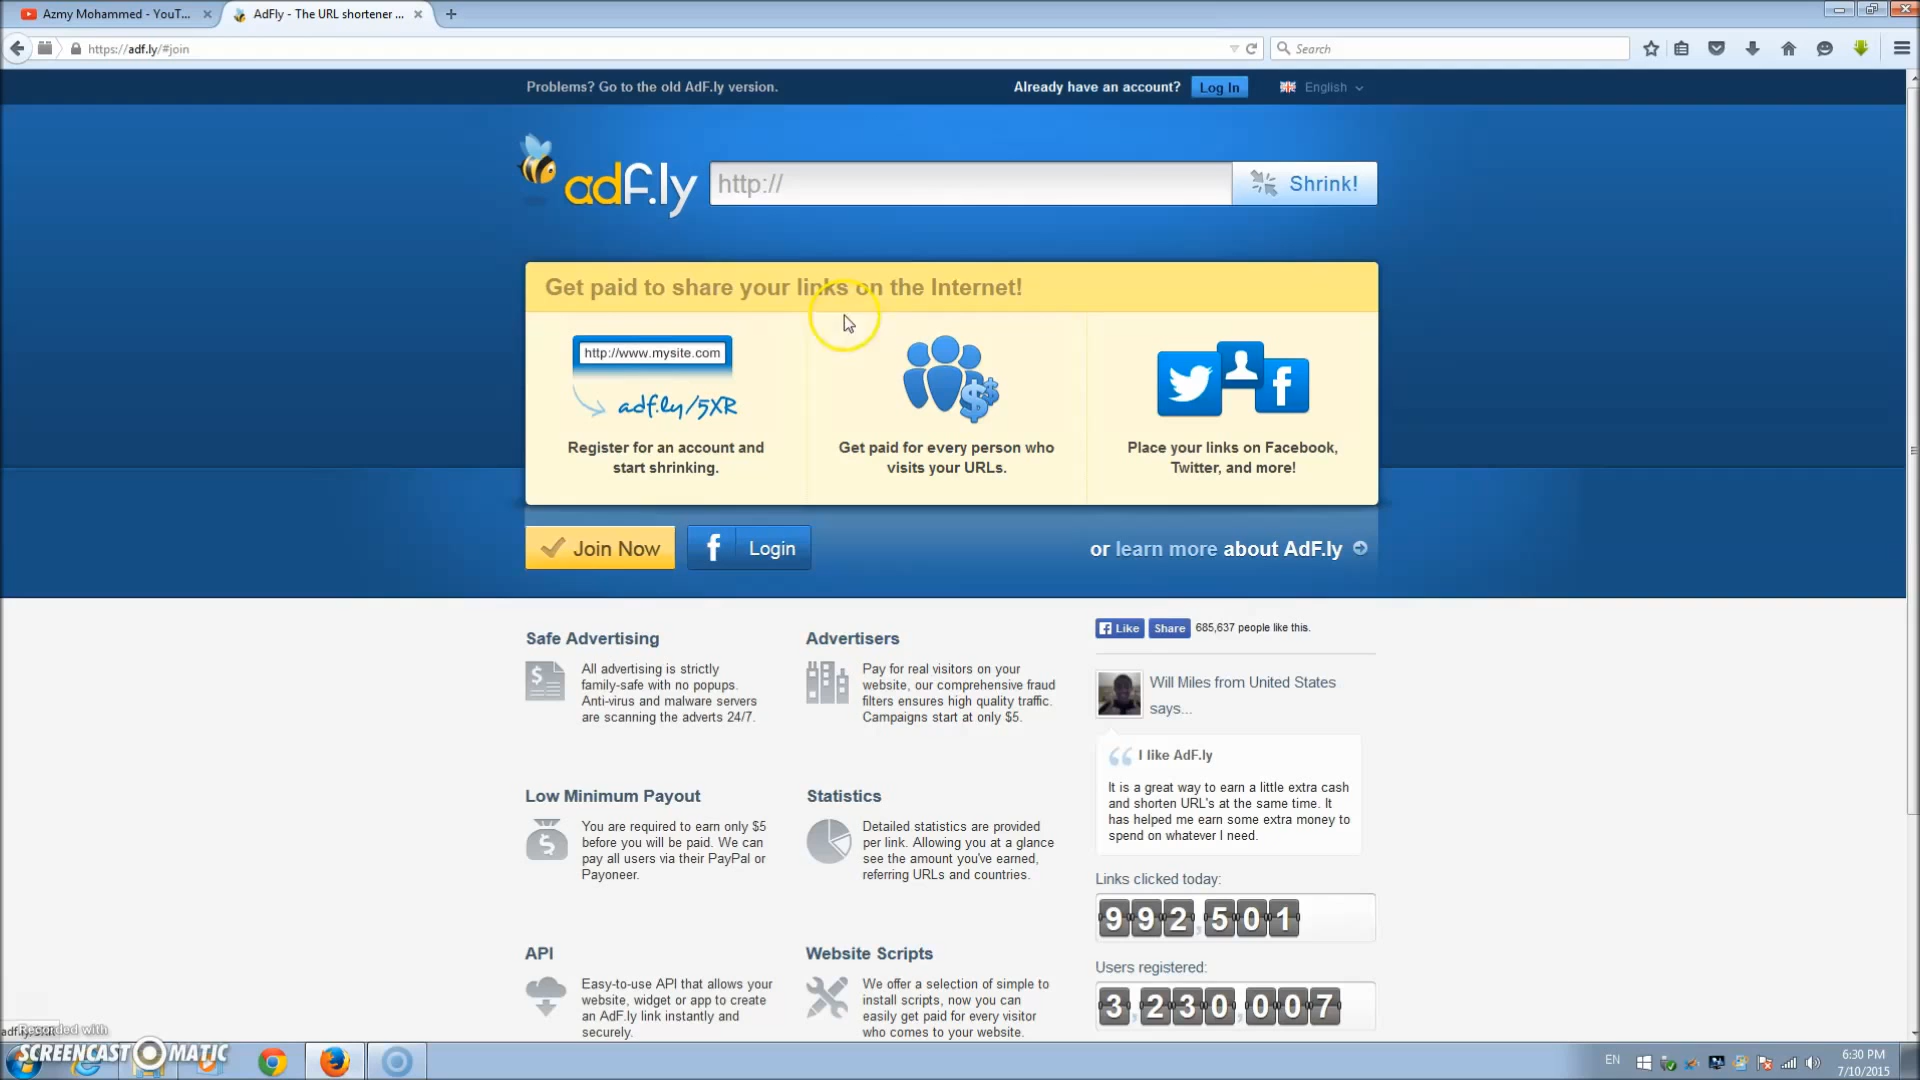 Azmy Mohammed - YouT...
AdFly - The URL shortener ...
https://adf.ly/#join
Search
Problems? Go to the old AdF.ly version.
Already have an account?
Log In
English
adf.ly
http://
Shrink!
Get paid to share your links on the Internet!
http://www.mysite.com
adf.ly/5XR
Register for an account and
start shrinking.
Get paid for every person who
visits your URLs.
Place your links on Facebook,
Twitter, and more!
Join Now
Login
or learn more about AdF.ly
Safe Advertising
All advertising is strictly
family-safe with no popups.
Anti-virus and malware servers
are scanning the adverts 24/7.
Advertisers
Pay for real visitors on your
website, our comprehensive fraud
filters ensures high quality traffic.
Campaigns start at only $5.
Like
Share
685,637 people like this.
Will Miles from United States
says...
I like AdF.ly
It is a great way to earn a little extra cash
and shorten URL's at the same time. It
has helped me earn some extra money to
spend on whatever I need.
Low Minimum Payout
You are required to earn only $5
before you will be paid. We can
pay all users via their PayPal or
Payoneer.
Statistics
Detailed statistics are provided
per link. Allowing you at a glance
see the amount you've earned,
referring URLs and countries.
Links clicked today:
992,501
API
Easy-to-use API that allows your
website, widget or app to create
an AdF.ly link instantly and
securely.
Website Scripts
We offer a selection of simple to
install scripts, now you can
easily get paid for every visitor
who comes to your website.
Users registered:
3,230,007
Recorded with
SCREENCAST MATIC
EN
6:30 PM
7/10/2015